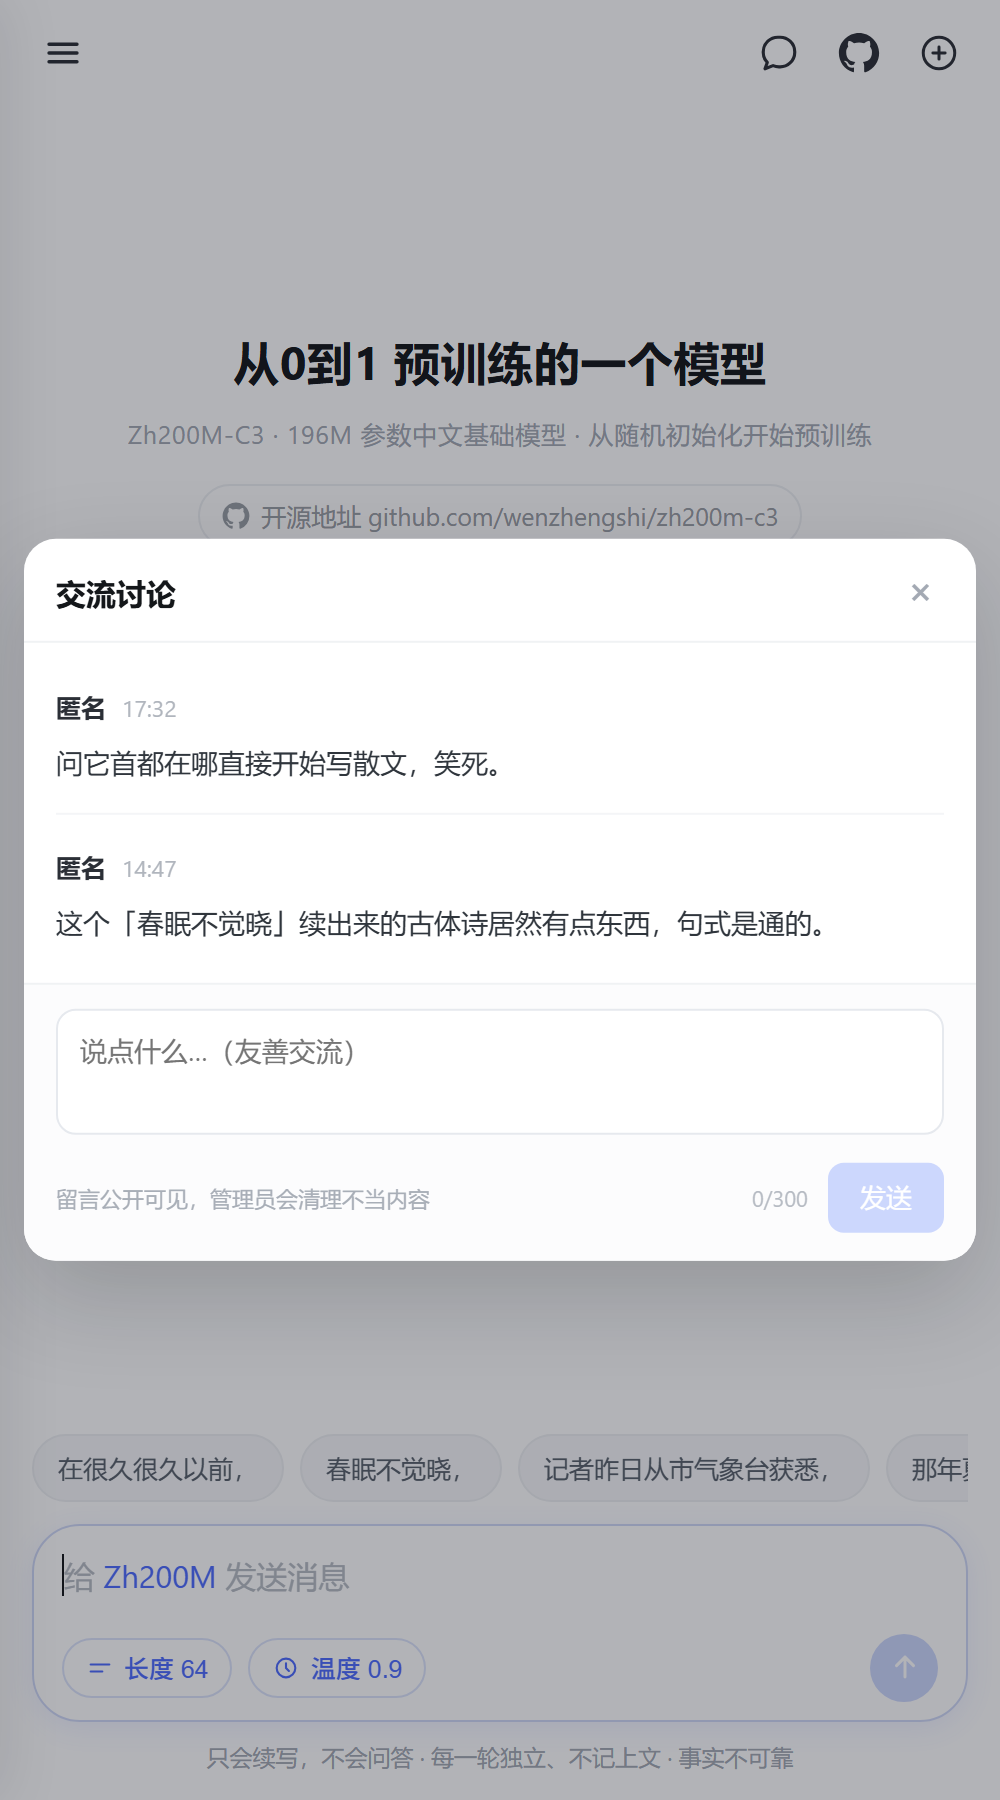 从0到1 预训练的一个模型
Zh200M-C3 · 196M 参数中文基础模型 · 从随机初始化开始预训练
开源地址 github.com/wenzhengshi/zh200m-c3
交流讨论
匿名 17:32
问它首都在哪直接开始写散文，笑死。
匿名 14:47
这个「春眠不觉晓」续出来的古体诗居然有点东西，句式是通的。
说点什么...（友善交流）
留言公开可见，管理员会清理不当内容 0/300 发送
在很久很久以前， 春眠不觉晓， 记者昨日从市气象台获悉， 那年
给 Zh200M 发送消息
长度 64 温度 0.9
只会续写，不会问答 · 每一轮独立、不记上文 · 事实不可靠